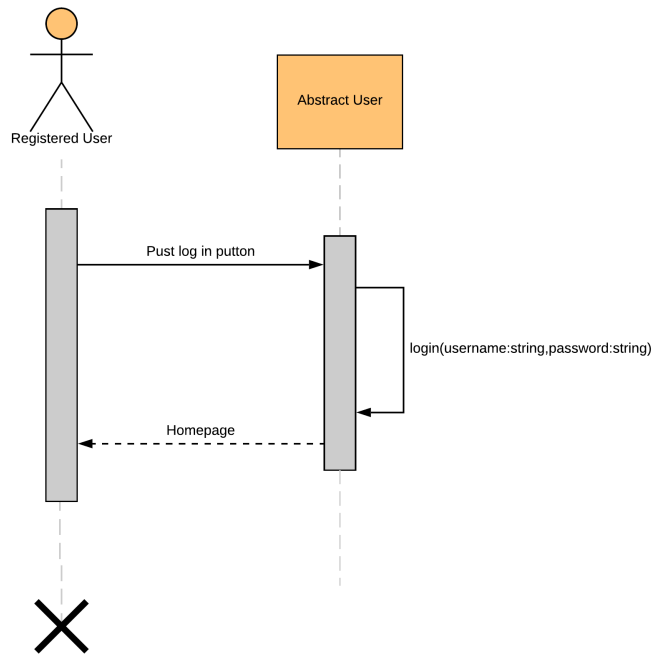 Registered User
Abstract User
Pust log in putton
login(username:string,password:string)
Homepage